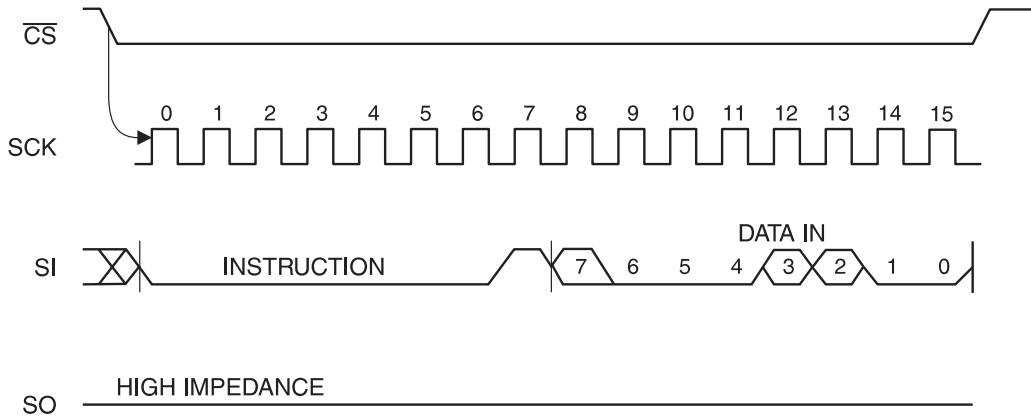 CS
0 1 2 3 4 5 6 7 8 9 10 11 12 13 14 15
SCK
DATA IN
SI
INSTRUCTION
7 6 5 4 3 2 1 0
HIGH IMPEDANCE
SO